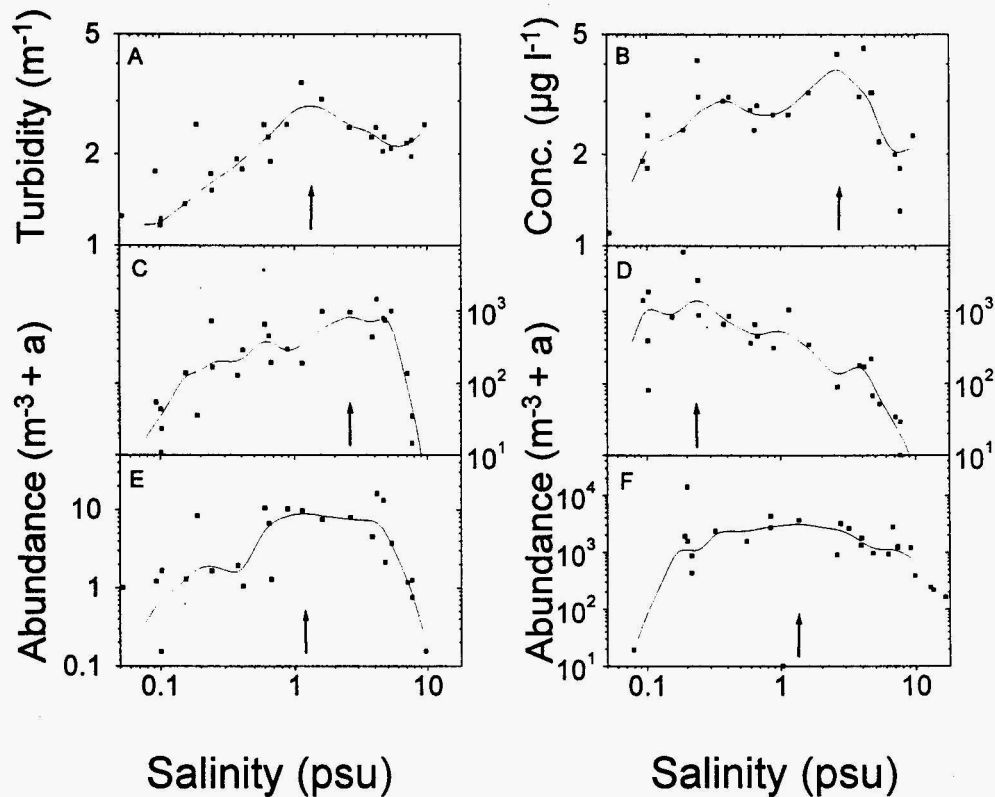 A
B
Turbidity (m⁻¹)
5
2
1
Conc. (µg l⁻¹)
5
2
1
C
D
Abundance (m⁻³ + a)
10³
10²
10¹
Abundance (m⁻³ + a)
10³
10²
10¹
E
F
10
1
0.1
10⁴
10³
10²
10¹
0.1 1 10
0.1 1 10
Salinity (psu)
Salinity (psu)